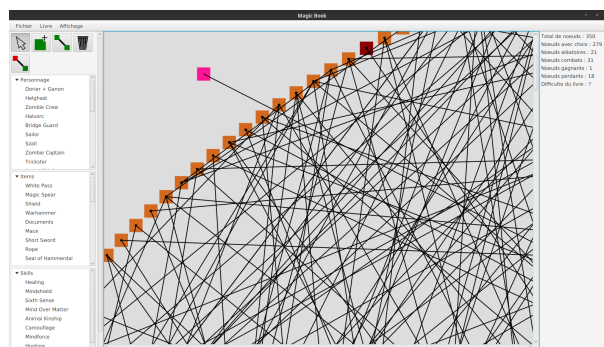 Magic Book
Fichier Livre Affichage
Personnage
Dorier + Ganon
Helghast
Zombie Crew
Halvorc
Bridge Guard
Sailor
Szall
Zombie Captain
Trickster
Items
White Pass
Magic Spear
Shield
Warhammer
Documents
Mace
Short Sword
Rope
Seal of Hammerdal
Skills
Healing
Mindshield
Sixth Sense
Mind Over Matter
Animal Kinship
Camouflage
Mindforce
Hunting
Total de noeuds : 350
Noeuds avec choix : 279
Noeuds aléatoires : 21
Noeuds combats : 31
Noeuds gagnants : 1
Noeuds perdants : 18
Difficulte du livre : ?